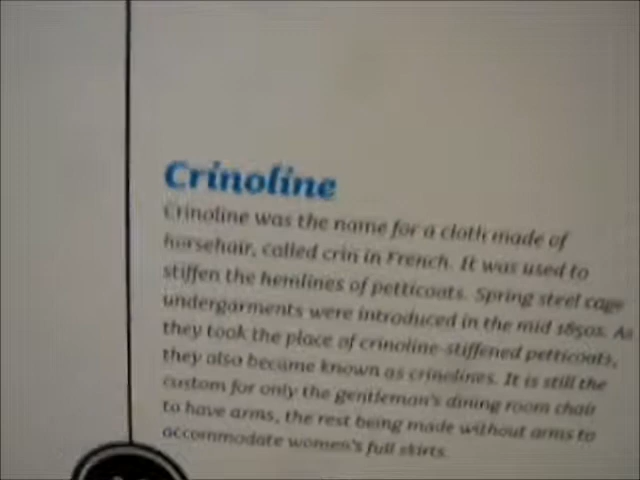 Crinoline
Crinoline was the name for a cloth made of
horsehair, called crin in French. It was used to
stiffen the hemlines of petticoats. Spring steel cage
undergarments were introduced in the mid 1850s. As
they took the place of crinoline-stiffened petticoats,
they also became known as crinolines. It is still the
custom for only the gentleman's dining room chair
to have arms, the rest being made without arms to
accommodate women's full skirts.